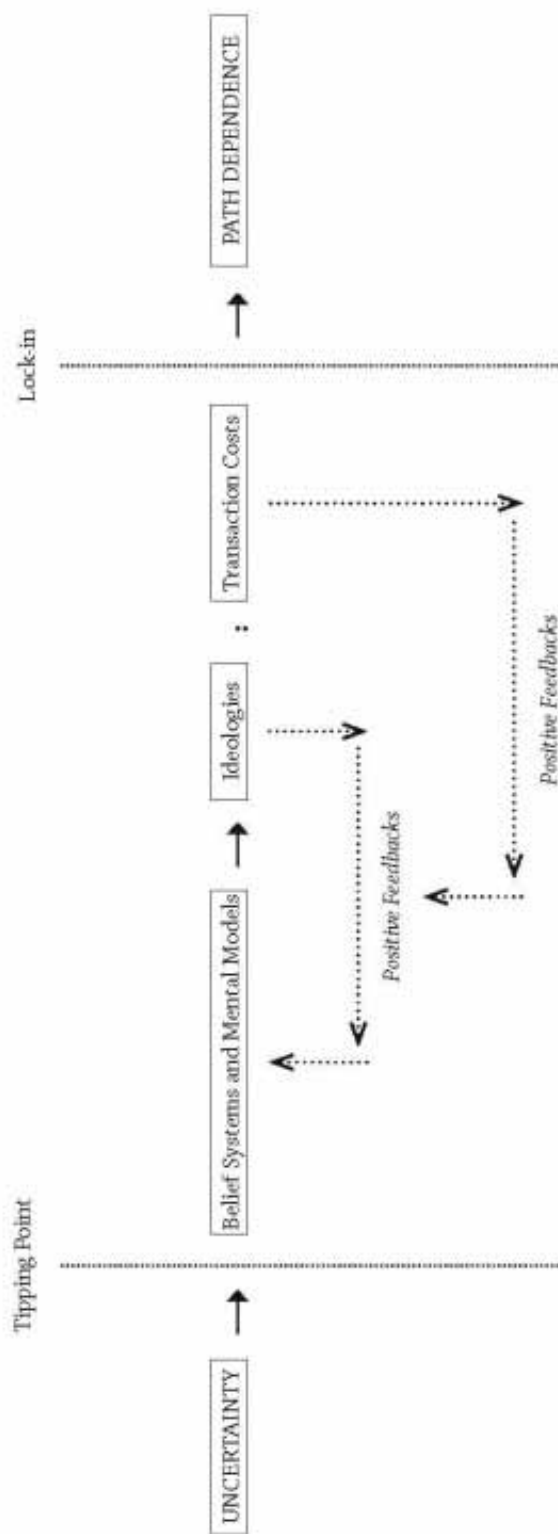 Tipping Point
Lock-in
UNCERTAINTY
Belief Systems and Mental Models
Ideologies
:
Transaction Costs
PATH DEPENDENCE
Positive Feedbacks
Positive Feedbacks